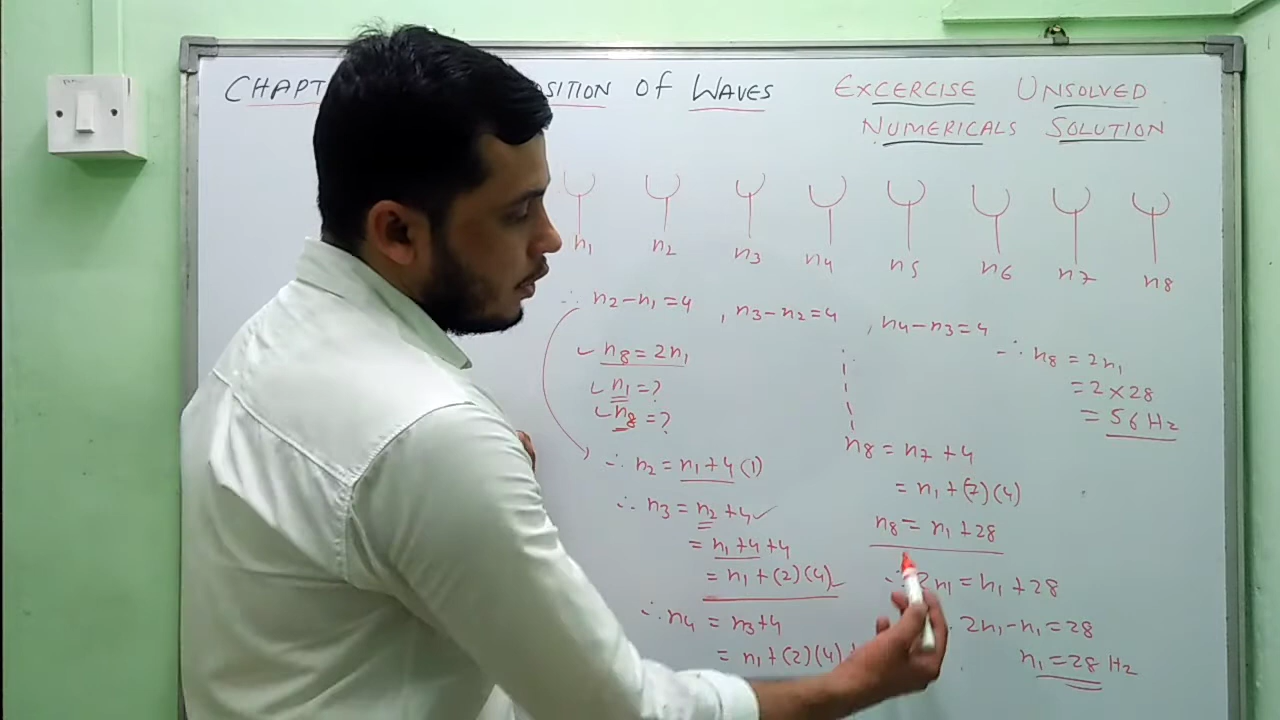 CHAPT
SITION OF WAVES
EXCERCISE UNSOLVED
NUMERICALS SOLUTION
n1 n2 n3 n4 n5 n6 n7 n8
∴ n2-n1=4 , n3-n2=4 , n4-n3=4
n8 = 2n1
n1 = ?
n8 = ?
∴ n2 = n1+4(1)
∴ n3 = n2+4
= n1+4+4
= n1+(2)(4)
∴ n4 = n3+4
= n1+(2)(4)
n8 = n7 +4
= n1+(7)(4)
n8 = n1+28
∴ 2n1 = n1+28
2n1-n1=28
n1=28 Hz
∴ n8 = 2n1
= 2×28
= 56 Hz